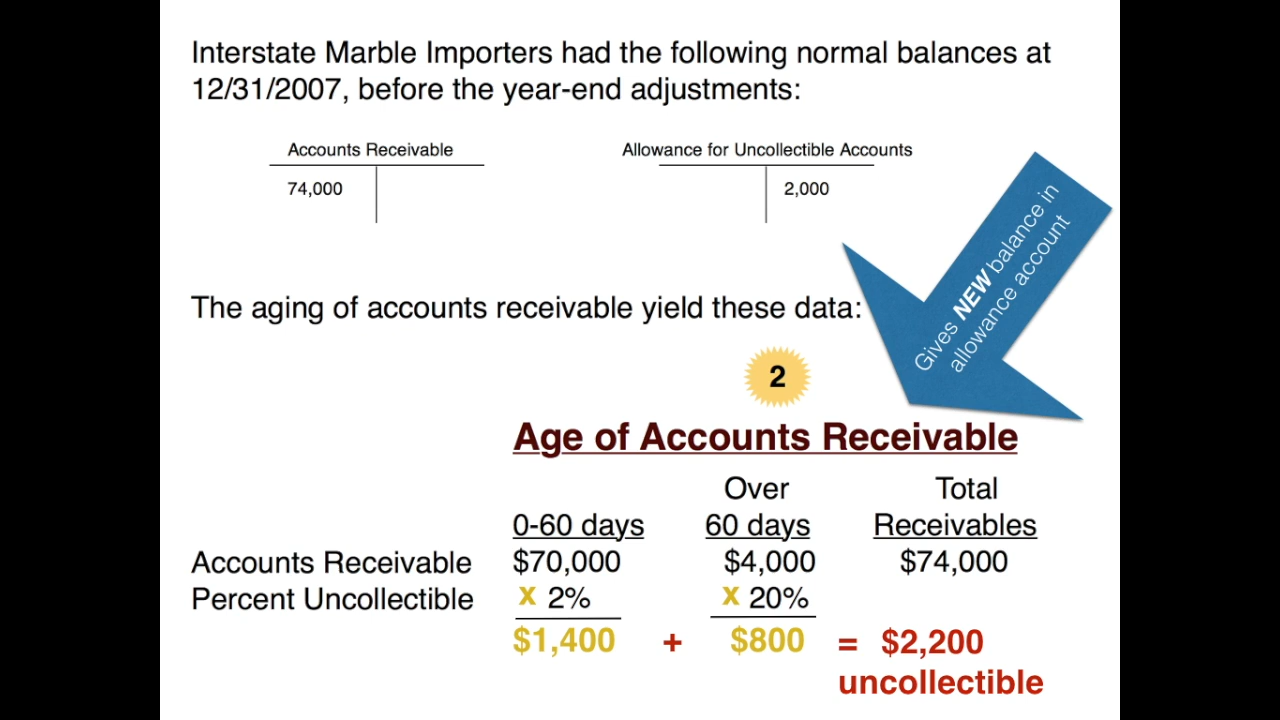 Interstate Marble Importers had the following normal balances at
12/31/2007, before the year-end adjustments:
Accounts Receivable
Allowance for Uncollectible Accounts
74,000
2,000
Gives NEW balance in
allowance account
The aging of accounts receivable yield these data:
2
Age of Accounts Receivable
Over Total
0-60 days 60 days Receivables
Accounts Receivable $70,000 $4,000 $74,000
Percent Uncollectible x 2% x 20%
$1,400 + $800 = $2,200
uncollectible